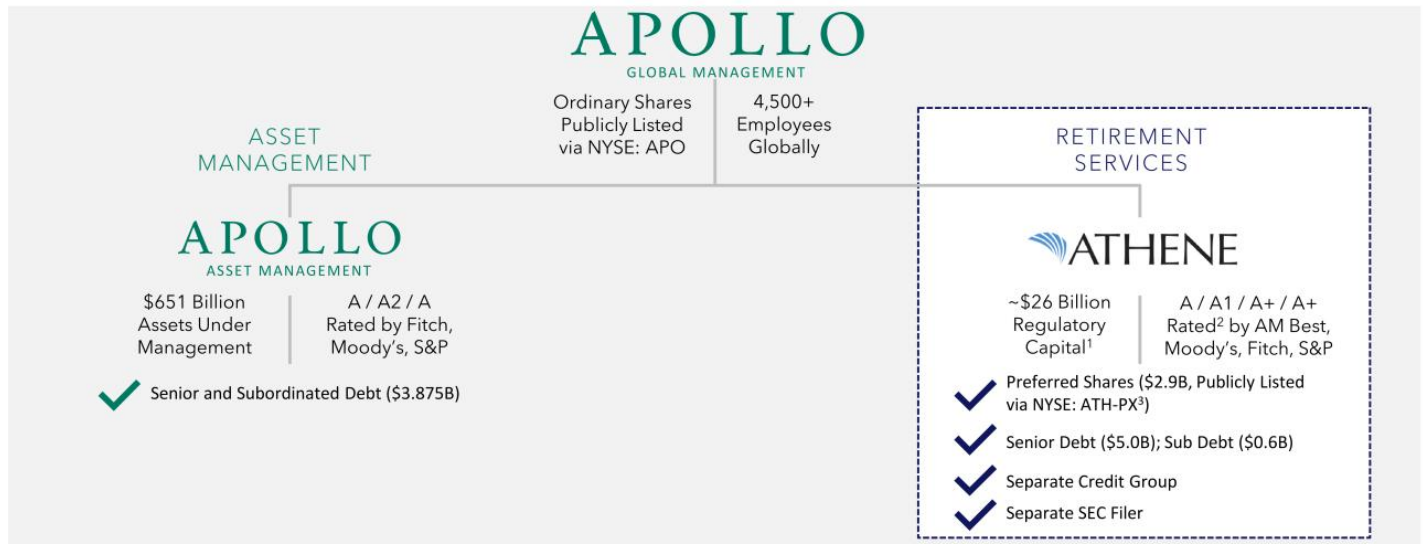 APOLLO
GLOBAL MANAGEMENT
Ordinary Shares
Publicly Listed
via NYSE: APO
4,500+
Employees
Globally
ASSET
MANAGEMENT
APOLLO
ASSET MANAGEMENT
$651 Billion
Assets Under
Management
A / A2 / A
Rated by Fitch,
Moody's, S&P
Senior and Subordinated Debt ($3.875B)
RETIREMENT
SERVICES
ATHENE
~$26 Billion
Regulatory
Capital¹
A / A1 / A+ / A+
Rated² by AM Best,
Moody's, Fitch, S&P
Preferred Shares ($2.9B, Publicly Listed
via NYSE: ATH-PX³)
Senior Debt ($5.0B); Sub Debt ($0.6B)
Separate Credit Group
Separate SEC Filer